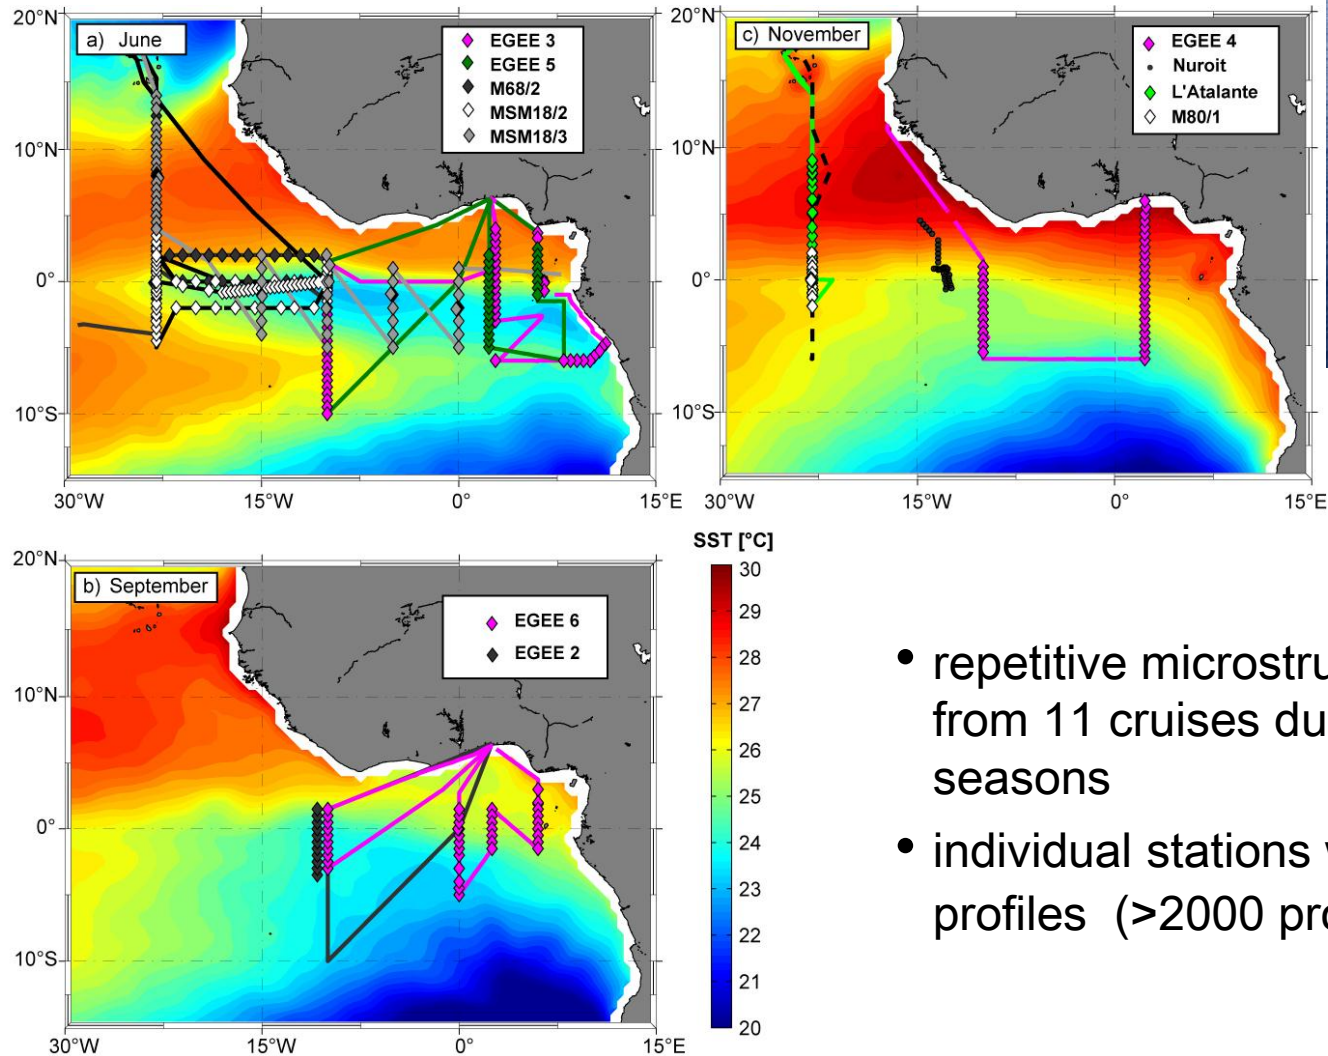 20°N
a) June
EGEE 3
EGEE 5
M68/2
MSM18/2
MSM18/3
10°N
0°
10°S
30°W 15°W 0° 15°E
20°N
c) November
EGEE 4
Nuroit
L'Atalante
M80/1
10°N
0°
10°S
30°W 15°W 0° 15°E
20°N
b) September
EGEE 6
EGEE 2
10°N
0°
10°S
30°W 15°W 0° 15°E
SST [°C]
30
29
28
27
26
25
24
23
22
21
20
• repetitive
from 11 cruises
seasons
• individual stations
profiles (>2000